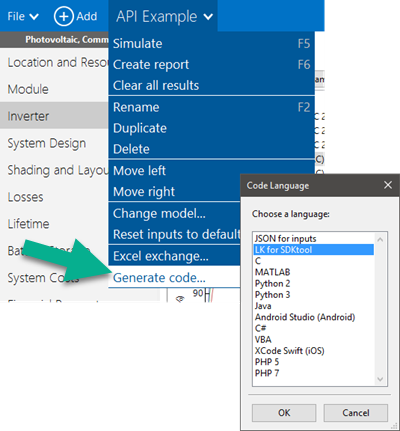 File Add API Example
Photovoltaic, Comm
Location and Resou
Module
Inverter
System Design
Shading and Layou
Losses
Lifetime
System Costs
Simulate F5
Create report F6
Clear all results
Rename F2
Duplicate
Delete
Move left
Move right
Change model...
Reset inputs to default
Excel exchange...
Generate code...
90
Code Language
Choose a language:
JSON for inputs
LK for SDKtool
C
MATLAB
Python 2
Python 3
Java
Android Studio (Android)
C#
VBA
XCode Swift (iOS)
PHP 5
PHP 7
OK Cancel